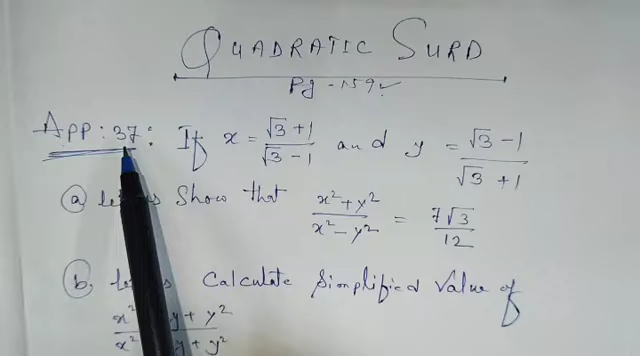 QUADRATIC SURD
Pg - 159
App : 37 : If x = √3 + 1 / √3 - 1 and y = √3 - 1 / √3 + 1
(a) Show that x² + y² / x² - y² = 7√3 / 12
(b) Calculate Simplified Value of
x² y + y² / x² y + y²